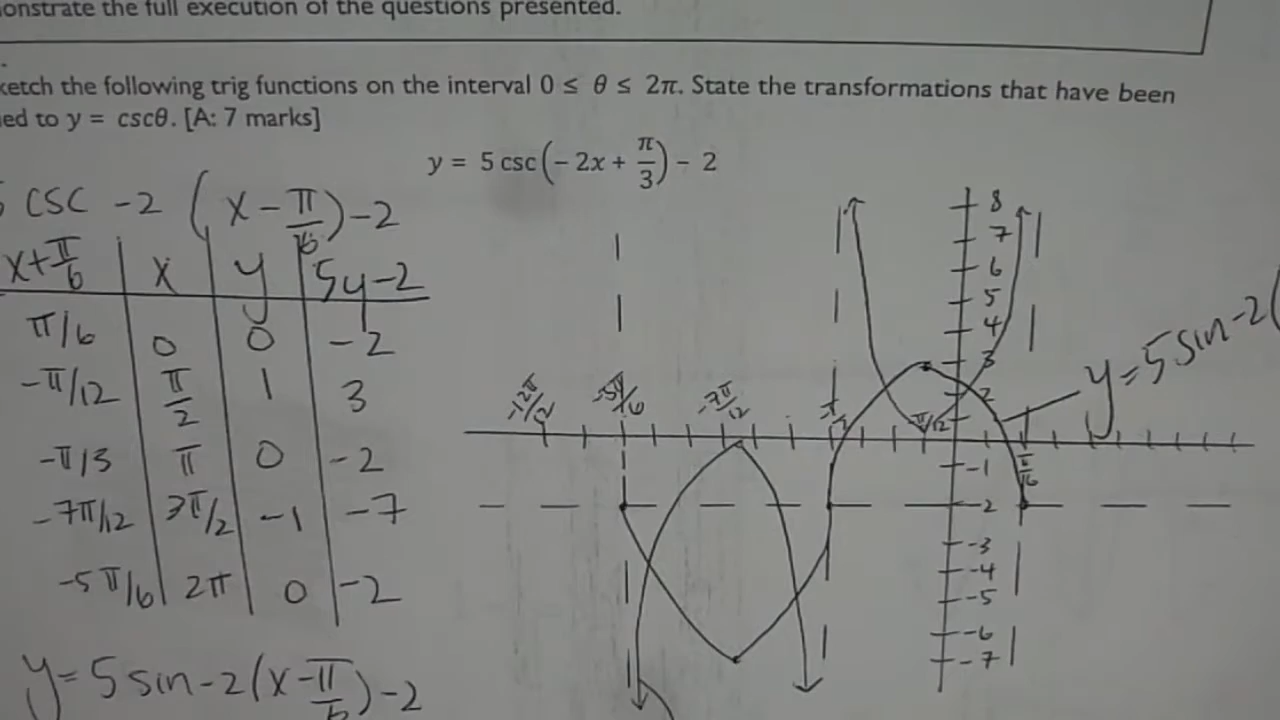 onstrate the full execution of the questions presented.
ketch the following trig functions on the interval 0 ≤ θ ≤ 2π. State the transformations that have been
ed to y = cscθ. [A: 7 marks]
y = 5 csc(− 2x + π/3) − 2
5 CSC -2 (x - π/6) - 2
x+π/6 x y 5y-2
π/6 0 0 -2
-π/12 π/2 1 3
-π/3 π 0 -2
-7π/12 3π/2 -1 -7
-5π/6 2π 0 -2
y= 5 sin -2(x - π/6) - 2
8
7
6
5
4
3
2
-1
-2
-3
-4
-5
-6
-7
-12π/12 -5π/6 -7π/12 π/12 π/6
y=5 sin -2(